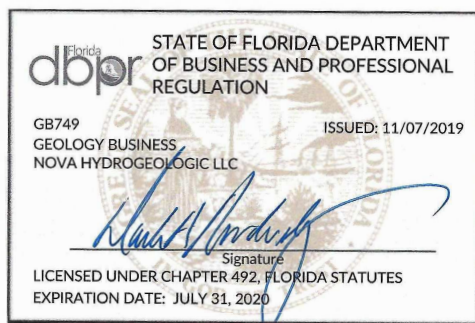 Florida
dbpr
STATE OF FLORIDA DEPARTMENT
OF BUSINESS AND PROFESSIONAL
REGULATION
GB749
ISSUED: 11/07/2019
GEOLOGY BUSINESS
NOVA HYDROGEOLOGIC LLC
Signature
LICENSED UNDER CHAPTER 492, FLORIDA STATUTES
EXPIRATION DATE: JULY 31, 2020